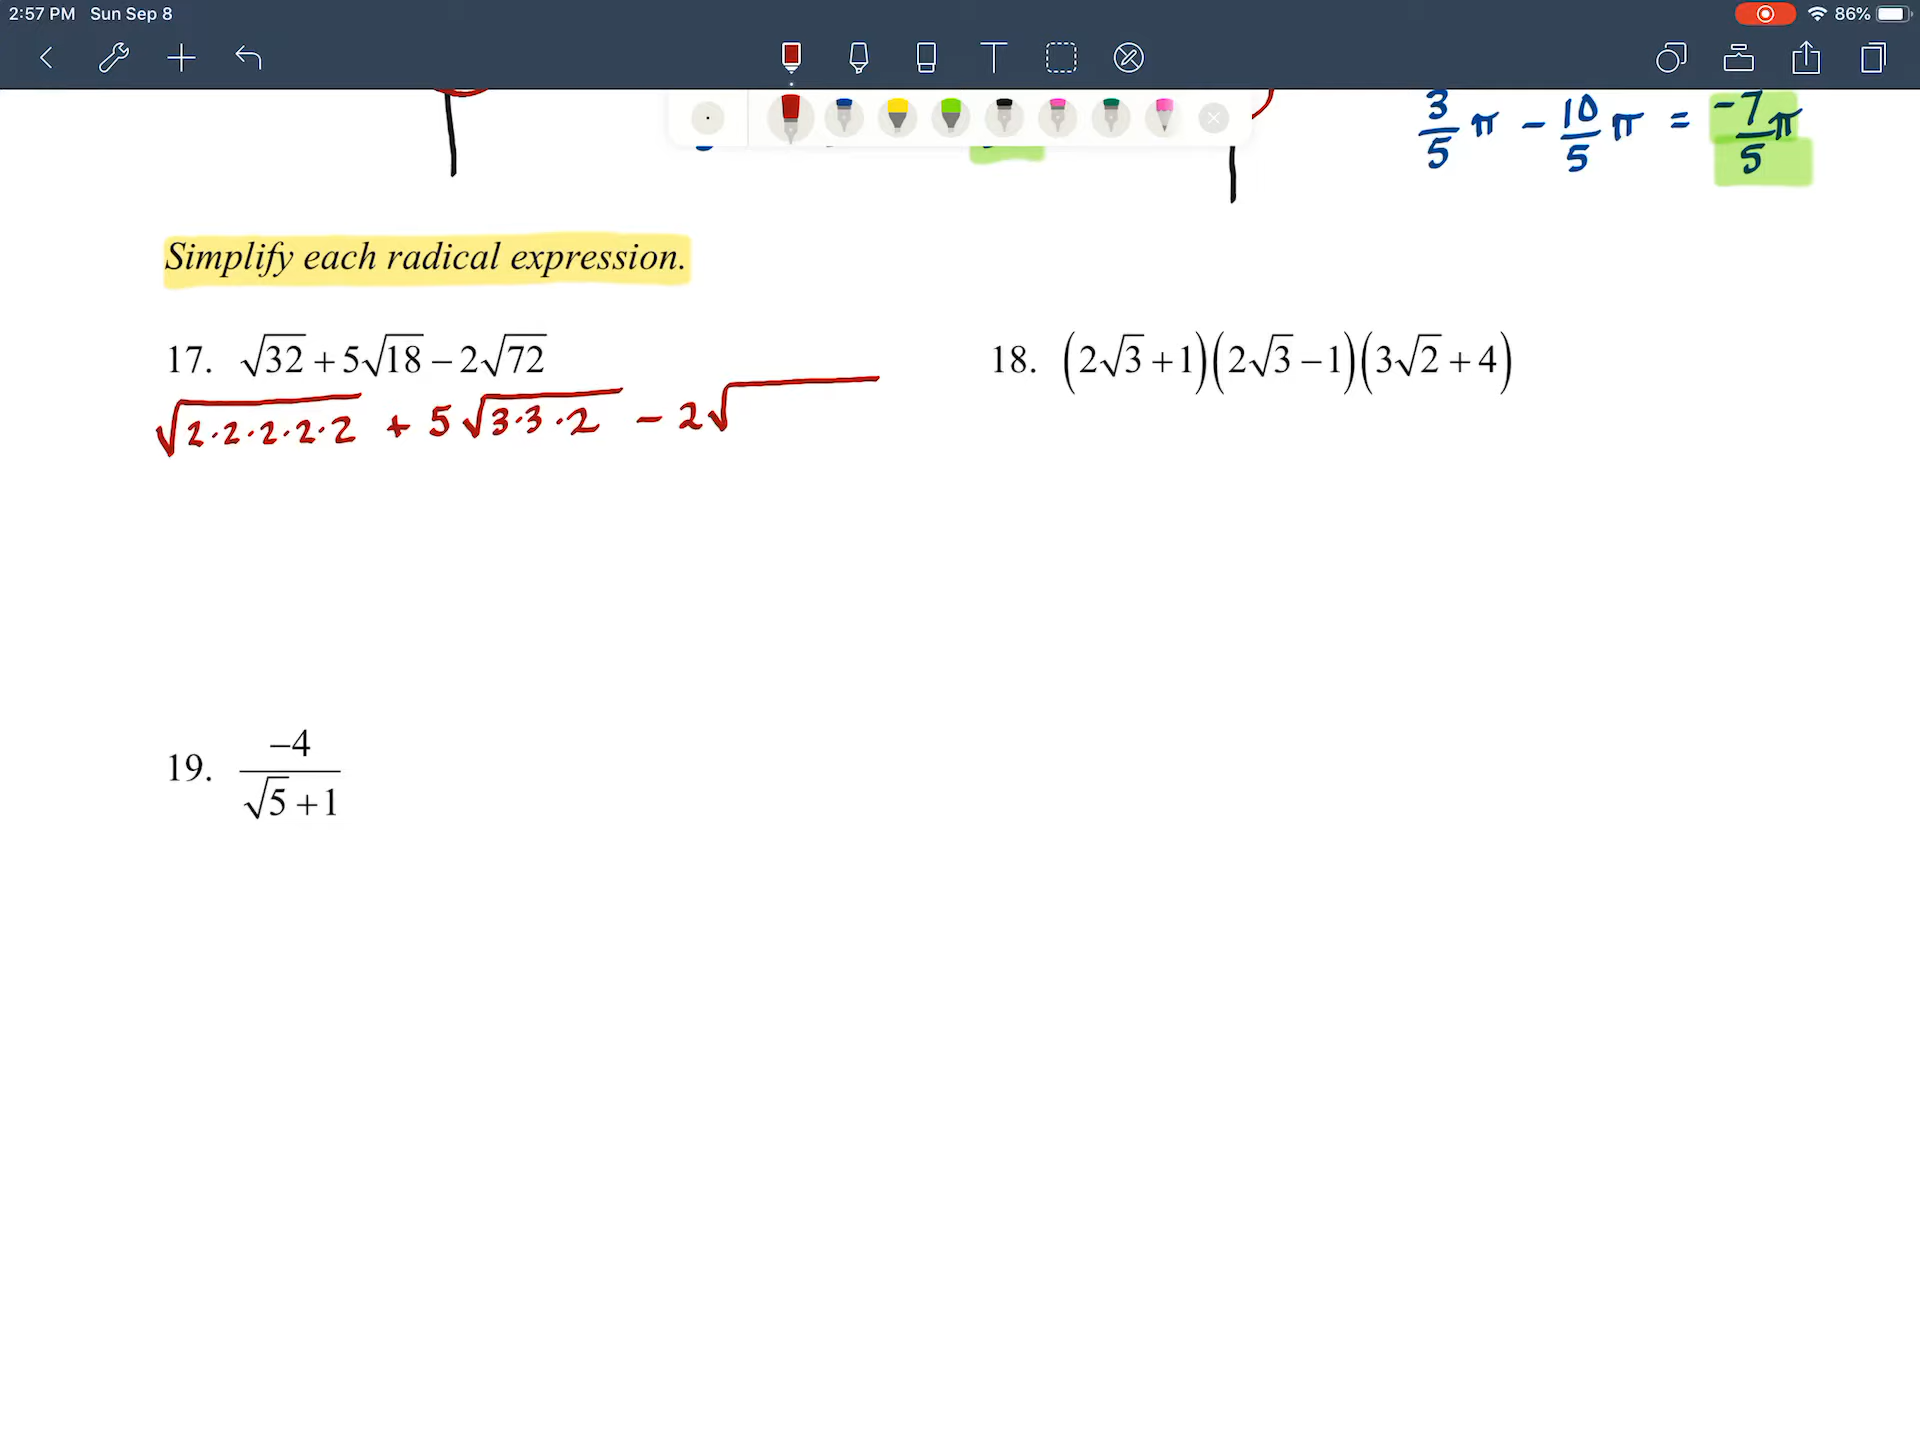 2:57 PM Sun Sep 8 86%
3/5 π - 10/5 π = -7/5 π
Simplify each radical expression.
17. √32 + 5√18 − 2√72
√2·2·2·2·2 + 5√3·3·2 - 2√
18. (2√3 + 1)(2√3 − 1)(3√2 + 4)
19. −4/(√5 + 1)